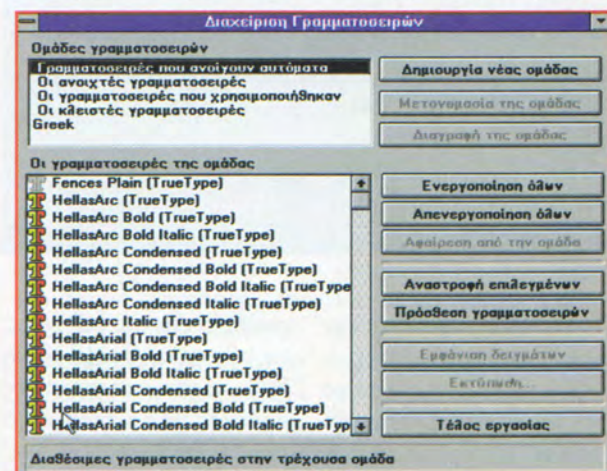 Διαχείριση Γραμματοσειρών
Ομάδες γραμματοσειρών
Γραμματοσειρές που ανοίγουν αυτόματα
Οι ανοιχτές γραμματοσειρές
Οι γραμματοσειρές που χρησιμοποιήθηκαν
Οι κλειστές γραμματοσειρές
Greek
Δημιουργία νέας ομάδας
Μετονομασία της ομάδας
Διαγραφή της ομάδας
Οι γραμματοσειρές της ομάδας
Fences Plain (TrueType)
HellasArc (TrueType)
HellasArc Bold (TrueType)
HellasArc Bold Italic (TrueType)
HellasArc Condensed (TrueType)
HellasArc Condensed Bold (TrueType)
HellasArc Condensed Bold Italic (TrueType
HellasArc Condensed Italic (TrueType)
HellasArc Italic (TrueType)
HellasArial (TrueType)
HellasArial Bold (TrueType)
HellasArial Bold Italic (TrueType)
HellasArial Condensed (TrueType)
HellasArial Condensed Bold (TrueType)
HellasArial Condensed Bold Italic (TrueTyp
Ενεργοποίηση όλων
Απενεργοποίηση όλων
Αφαίρεση από την ομάδα
Αναστροφή επιλεγμένων
Πρόσθεση γραμματοσειρών
Εμφάνιση δειγμάτων
Εκτύπωση...
Τέλος εργασίας
Διαθέσιμες γραμματοσειρές στην τρέχουσα ομάδα